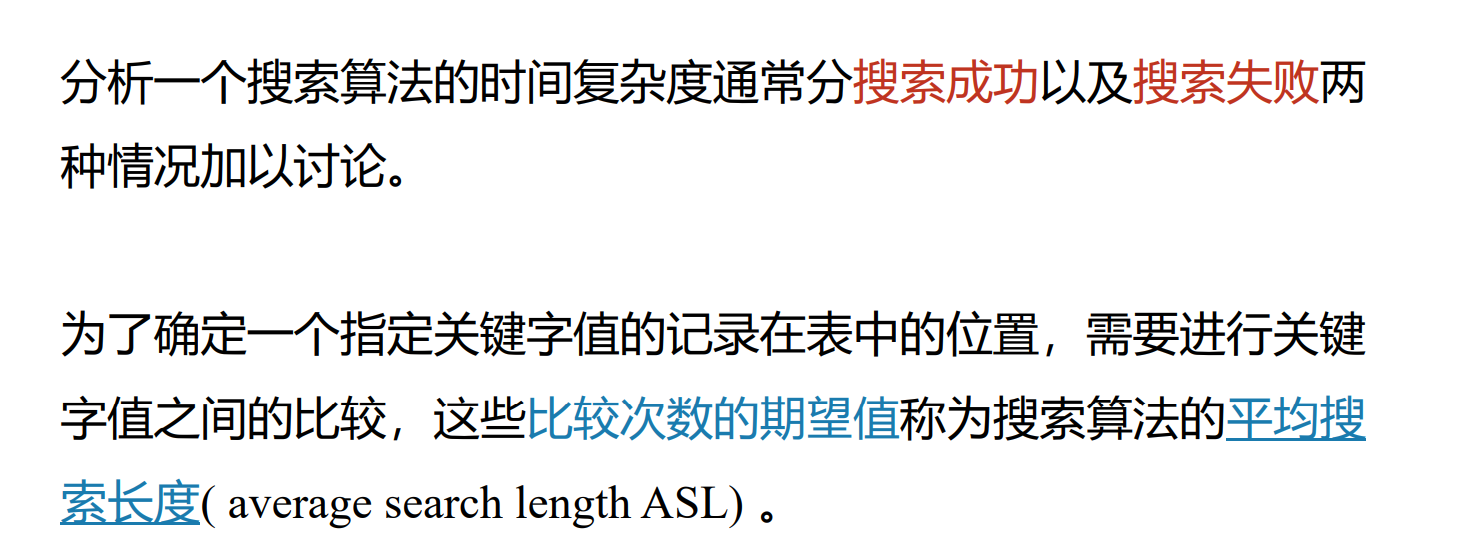 分析一个搜索算法的时间复杂度通常分搜索成功以及搜索失败两
种情况加以讨论。
为了确定一个指定关键字值的记录在表中的位置，需要进行关键
字值之间的比较，这些比较次数的期望值称为搜索算法的平均搜
索长度( average search length ASL) 。